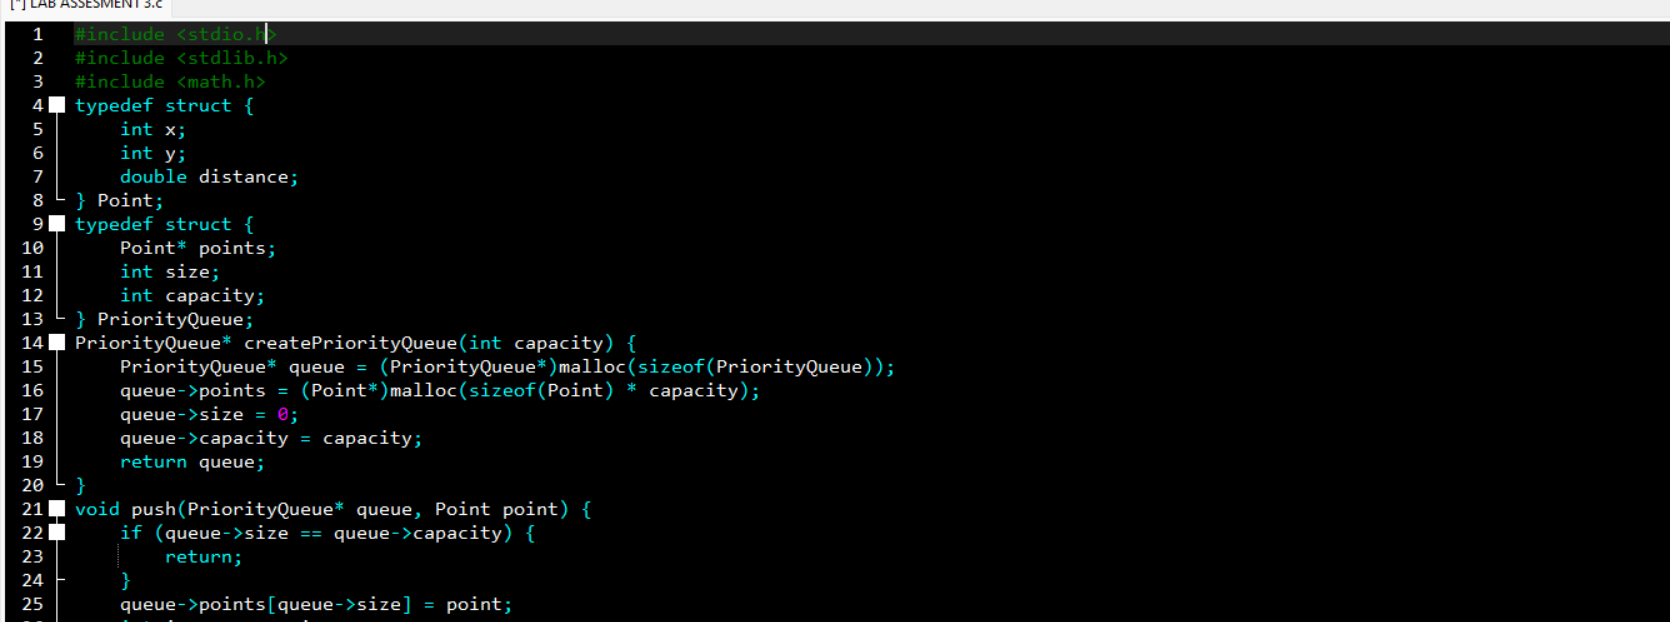 [*] LAB ASSESMENT 3.c
1 #include <stdio.h>
2 #include <stdlib.h>
3 #include <math.h>
4 typedef struct {
5 int x;
6 int y;
7 double distance;
8 } Point;
9 typedef struct {
10 Point* points;
11 int size;
12 int capacity;
13 } PriorityQueue;
14 PriorityQueue* createPriorityQueue(int capacity) {
15 PriorityQueue* queue = (PriorityQueue*)malloc(sizeof(PriorityQueue));
16 queue->points = (Point*)malloc(sizeof(Point) * capacity);
17 queue->size = 0;
18 queue->capacity = capacity;
19 return queue;
20 }
21 void push(PriorityQueue* queue, Point point) {
22 if (queue->size == queue->capacity) {
23 return;
24 }
25 queue->points[queue->size] = point;